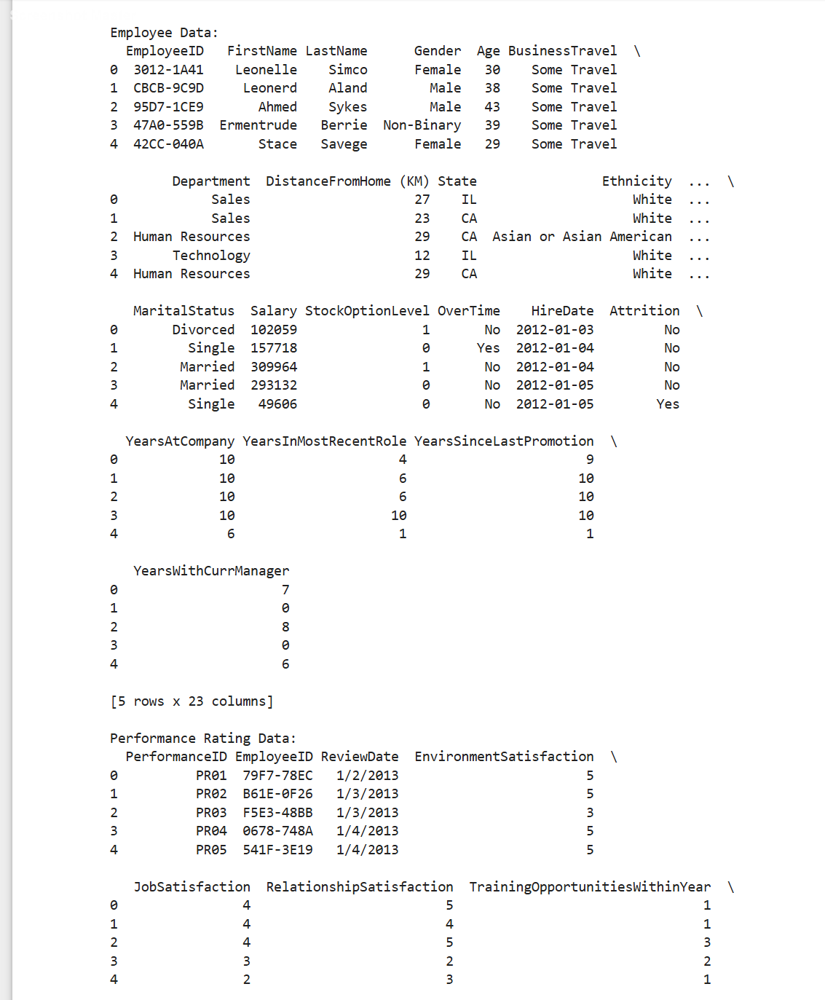 Employee Data:
  EmployeeID   FirstName LastName      Gender  Age BusinessTravel  \
0  3012-1A41    Leonelle    Simco      Female   30    Some Travel
1  CBCB-9C9D     Leonerd    Aland        Male   38    Some Travel
2  95D7-1CE9       Ahmed    Sykes        Male   43    Some Travel
3  47A0-559B  Ermentrude   Berrie  Non-Binary   39    Some Travel
4  42CC-040A       Stace   Savege      Female   29    Some Travel
        Department  DistanceFromHome (KM) State                Ethnicity  ...  \
0            Sales                     27    IL                    White  ...
1            Sales                     23    CA                    White  ...
2  Human Resources                     29    CA  Asian or Asian American  ...
3       Technology                     12    IL                    White  ...
4  Human Resources                     29    CA                    White  ...
   MaritalStatus  Salary StockOptionLevel OverTime    HireDate  Attrition  \
0       Divorced  102059                1       No  2012-01-03         No
1         Single  157718                0      Yes  2012-01-04         No
2        Married  309964                1       No  2012-01-04         No
3        Married  293132                0       No  2012-01-05         No
4         Single   49606                0       No  2012-01-05        Yes
  YearsAtCompany YearsInMostRecentRole YearsSinceLastPromotion  \
0             10                     4                       9
1             10                     6                      10
2             10                     6                      10
3             10                    10                      10
4              6                     1                       1
   YearsWithCurrManager
0                     7
1                     0
2                     8
3                     0
4                     6
[5 rows x 23 columns]
Performance Rating Data:
  PerformanceID EmployeeID ReviewDate  EnvironmentSatisfaction  \
0          PR01  79F7-78EC   1/2/2013                        5
1          PR02  B61E-0F26   1/3/2013                        5
2          PR03  F5E3-48BB   1/3/2013                        3
3          PR04  0678-748A   1/4/2013                        5
4          PR05  541F-3E19   1/4/2013                        5
   JobSatisfaction  RelationshipSatisfaction  TrainingOpportunitiesWithinYear  \
0                4                         5                                1
1                4                         4                                1
2                4                         5                                3
3                3                         2                                2
4                2                         3                                1